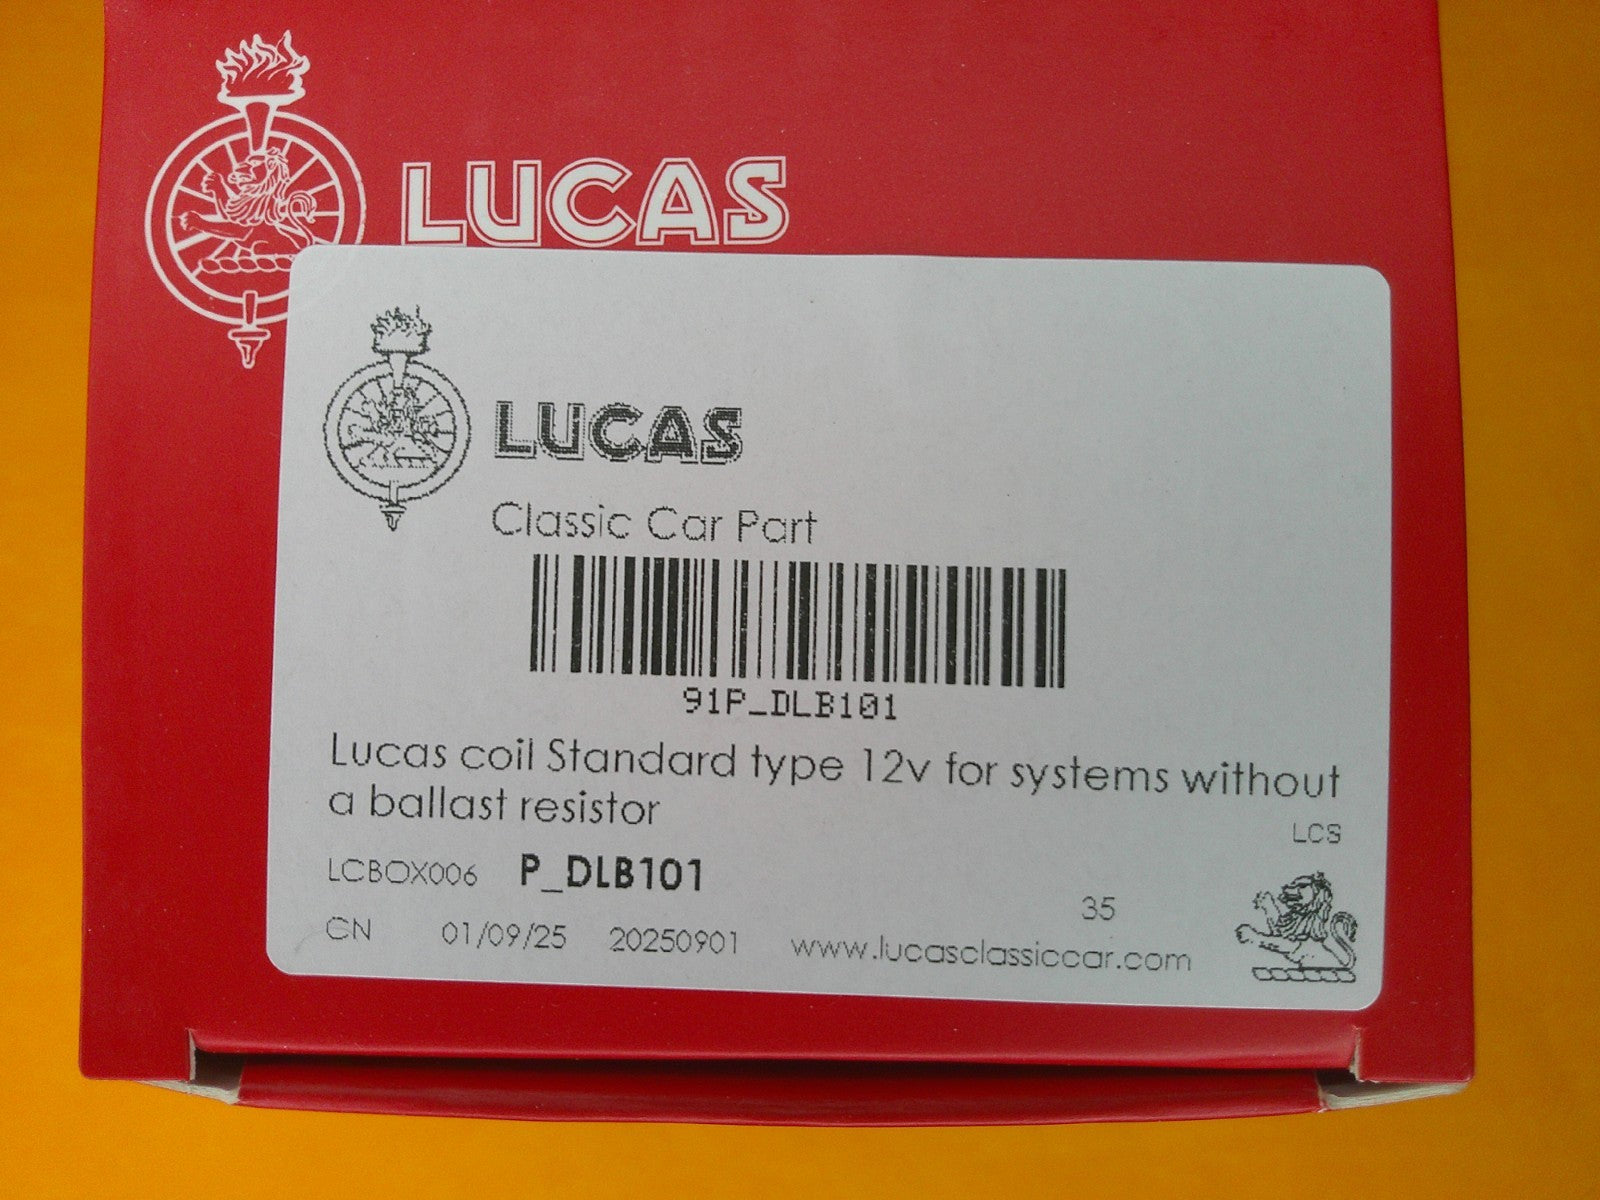 LUCAS
LUCAS
Classic Car Part
91P_DLB101
Lucas coil Standard type 12v for systems without
a ballast resistor
LCS
LCBOX006 P_DLB101
35
CN 01/09/25 20250901 www.lucasclassiccar.com